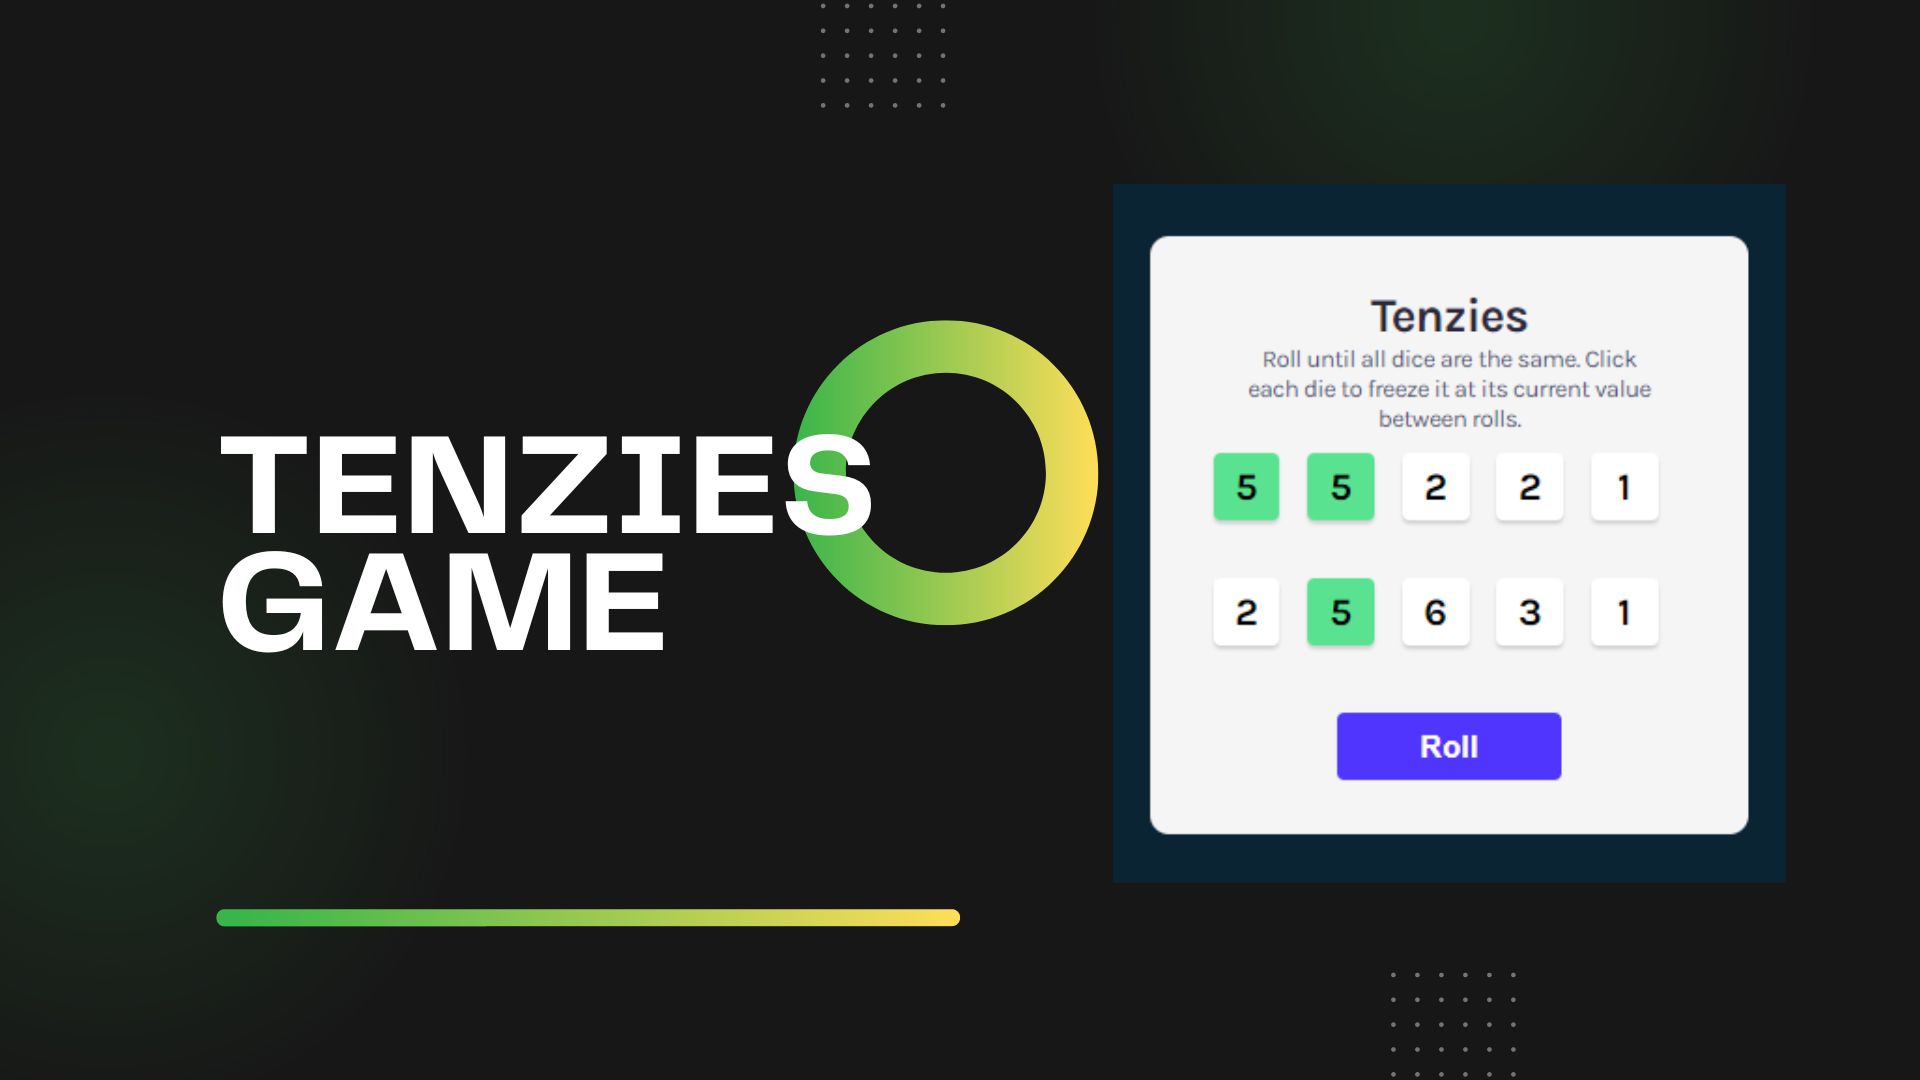 TENZIES
GAME
Tenzies
Roll until all dice are the same. Click
each die to freeze it at its current value
between rolls.
5 5 2 2 1
2 5 6 3 1
Roll